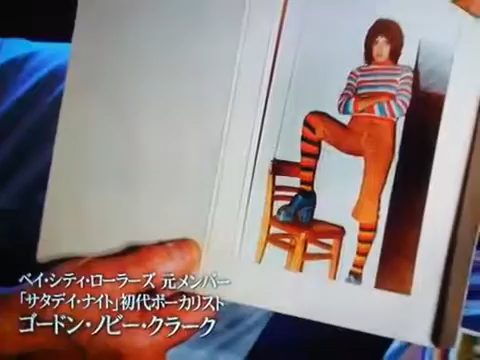 ベイ・シティ・ローラーズ 元メンバー
「サタデイ・ナイト」初代ボーカリスト
ゴードン・ノビー・クラーク